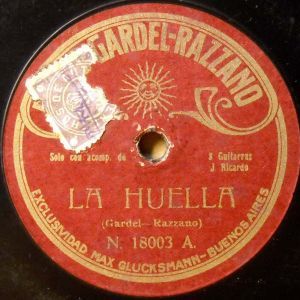 GARDEL-RAZZANO
Solo con acomp. de 3 Guitarras
J Ricardo
LA HUELLA
(Gardel—Razzano)
N. 18003 A.
EXCLUSIVIDAD MAX GLUCKSMANN-BUENOS AIRES